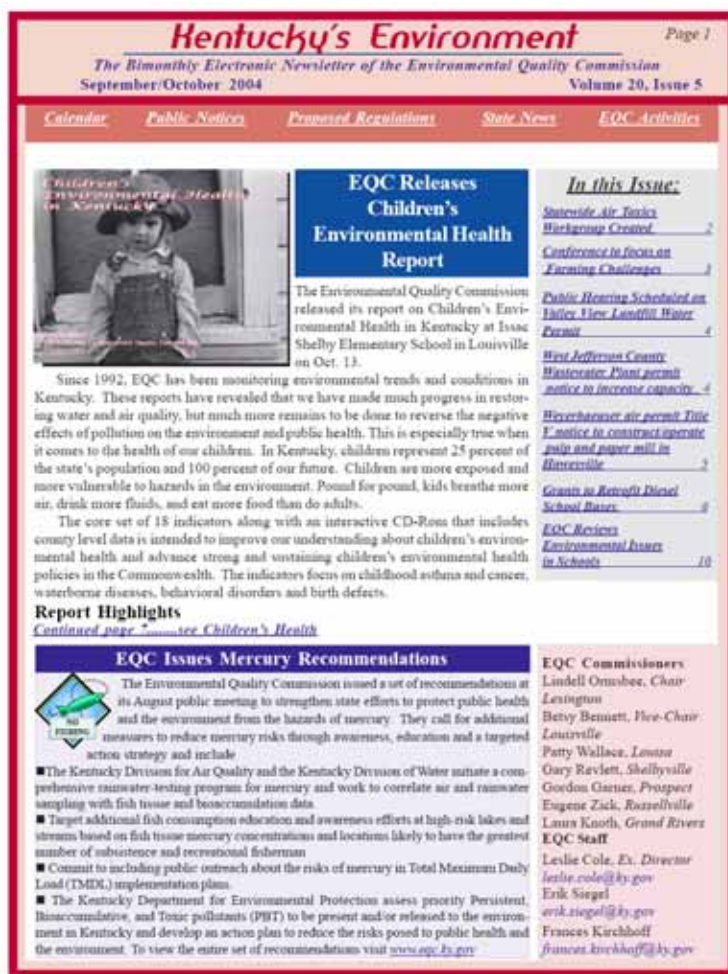 Kentucky's Environment
Page 1
The Bimonthly Electronic Newsletter of the Environmental Quality Commission
September/October 2004
Volume 20, Issue 5
Calendar Public Notices Proposed Regulations State News EQC Activities
Children's
Environmental Health
in Kentucky
EQC Releases
Children's
Environmental Health
Report
The Environmental Quality Commission
released its report on Children's Envi-
ronmental Health in Kentucky at Issac
Shelby Elementary School in Louisville
on Oct. 13.
Since 1992, EQC has been monitoring environmental trends and conditions in
Kentucky. These reports have revealed that we have made much progress in restor-
ing water and air quality, but much more remains to be done to reverse the negative
effects of pollution on the environment and public health. This is especially true when
it comes to the health of our children. In Kentucky, children represent 25 percent of
the state's population and 100 percent of our future. Children are more exposed and
more vulnerable to hazards in the environment. Pound for pound, kids breathe more
air, drink more fluids, and eat more food than do adults.
The core set of 18 indicators along with an interactive CD-Rom that includes
county level data is intended to improve our understanding about children's environ-
mental health and advance strong and sustaining children's environmental health
policies in the Commonwealth. The indicators focus on childhood asthma and cancer,
waterborne diseases, behavioral disorders and birth defects.
Report Highlights
Continued page see Children's Health
In this Issue:
Statewide Air Toxics
Workgroup Created 2
Conference to focus on
Farming Challenges 3
Public Hearing Scheduled on
Valley View Landfill Water
Permit 4
West Jefferson County
Wastewater Plant permit
notice to increase capacity 4
Weyerhaeuser air permit Title
V notice to construct/operate
pulp and paper mill in
Hawesville 5
Grants to Retrofit Diesel
School Buses
EQC Reviews
Environmental Issues
in Schools 10
EQC Issues Mercury Recommendations
NO
FISHING
The Environmental Quality Commission issued a set of recommendations at
its August public meeting to strengthen state efforts to protect public health
and the environment from the hazards of mercury. They call for additional
measures to reduce mercury risks through awareness, education and a targeted
action strategy and include
■The Kentucky Division for Air Quality and the Kentucky Division of Water initiate a com-
prehensive rainwater-testing program for mercury and work to correlate air and rainwater
sampling with fish tissue and bioaccumulation data.
■ Target additional fish consumption education and awareness efforts at high-risk lakes and
streams based on fish tissue mercury concentrations and locations likely to have the greatest
number of subsistence and recreational fisherman
■ Commit to including public outreach about the risks of mercury in Total Maximum Daily
Load (TMDL) implementation plans.
■ The Kentucky Department for Environmental Protection assess priority Persistent,
Bioaccumulative, and Toxic pollutants (PBT) to be present and/or released to the environ-
ment in Kentucky and develop an action plan to reduce the risks posed to public health and
the environment. To view the entire set of recommendations visit www.eqc.ky.gov
EQC Commissioners
Lindell Ormsbee, Chair
Lexington
Betsy Bennett, Vice-Chair
Louisville
Patty Wallace, Louisa
Gary Revlett, Shelbyville
Gordon Garner, Prospect
Eugene Zick, Russellville
Laura Knoth, Grand Rivers
EQC Staff
Leslie Cole, Ex. Director
leslie.cole@ky.gov
Erik Siegel
erik.siegel@ky.gov
Frances Kirchhoff
frances.kirchhoff@ky.gov